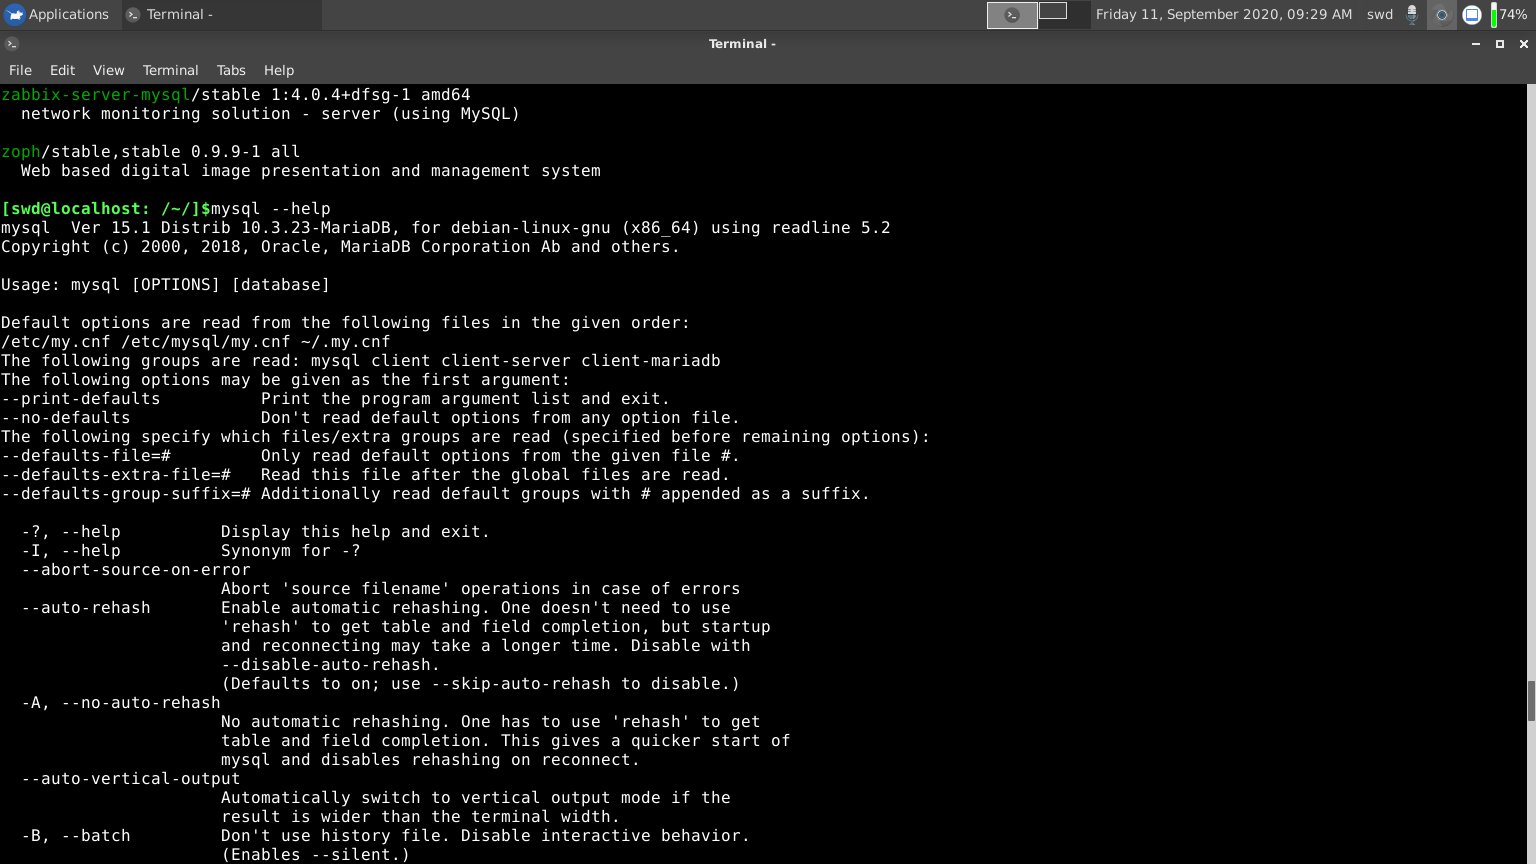 Applications Terminal - Friday 11, September 2020, 09:29 AM swd 74%
Terminal -
File Edit View Terminal Tabs Help
zabbix-server-mysql/stable 1:4.0.4+dfsg-1 amd64
  network monitoring solution - server (using MySQL)
zoph/stable,stable 0.9.9-1 all
  Web based digital image presentation and management system
[swd@localhost: /~/]$mysql --help
mysql  Ver 15.1 Distrib 10.3.23-MariaDB, for debian-linux-gnu (x86_64) using readline 5.2
Copyright (c) 2000, 2018, Oracle, MariaDB Corporation Ab and others.
Usage: mysql [OPTIONS] [database]
Default options are read from the following files in the given order:
/etc/my.cnf /etc/mysql/my.cnf ~/.my.cnf
The following groups are read: mysql client client-server client-mariadb
The following options may be given as the first argument:
--print-defaults          Print the program argument list and exit.
--no-defaults             Don't read default options from any option file.
The following specify which files/extra groups are read (specified before remaining options):
--defaults-file=#         Only read default options from the given file #.
--defaults-extra-file=#   Read this file after the global files are read.
--defaults-group-suffix=# Additionally read default groups with # appended as a suffix.
  -?, --help          Display this help and exit.
  -I, --help          Synonym for -?
  --abort-source-on-error
                      Abort 'source filename' operations in case of errors
  --auto-rehash       Enable automatic rehashing. One doesn't need to use
                      'rehash' to get table and field completion, but startup
                      and reconnecting may take a longer time. Disable with
                      --disable-auto-rehash.
                      (Defaults to on; use --skip-auto-rehash to disable.)
  -A, --no-auto-rehash
                      No automatic rehashing. One has to use 'rehash' to get
                      table and field completion. This gives a quicker start of
                      mysql and disables rehashing on reconnect.
  --auto-vertical-output
                      Automatically switch to vertical output mode if the
                      result is wider than the terminal width.
  -B, --batch         Don't use history file. Disable interactive behavior.
                      (Enables --silent.)